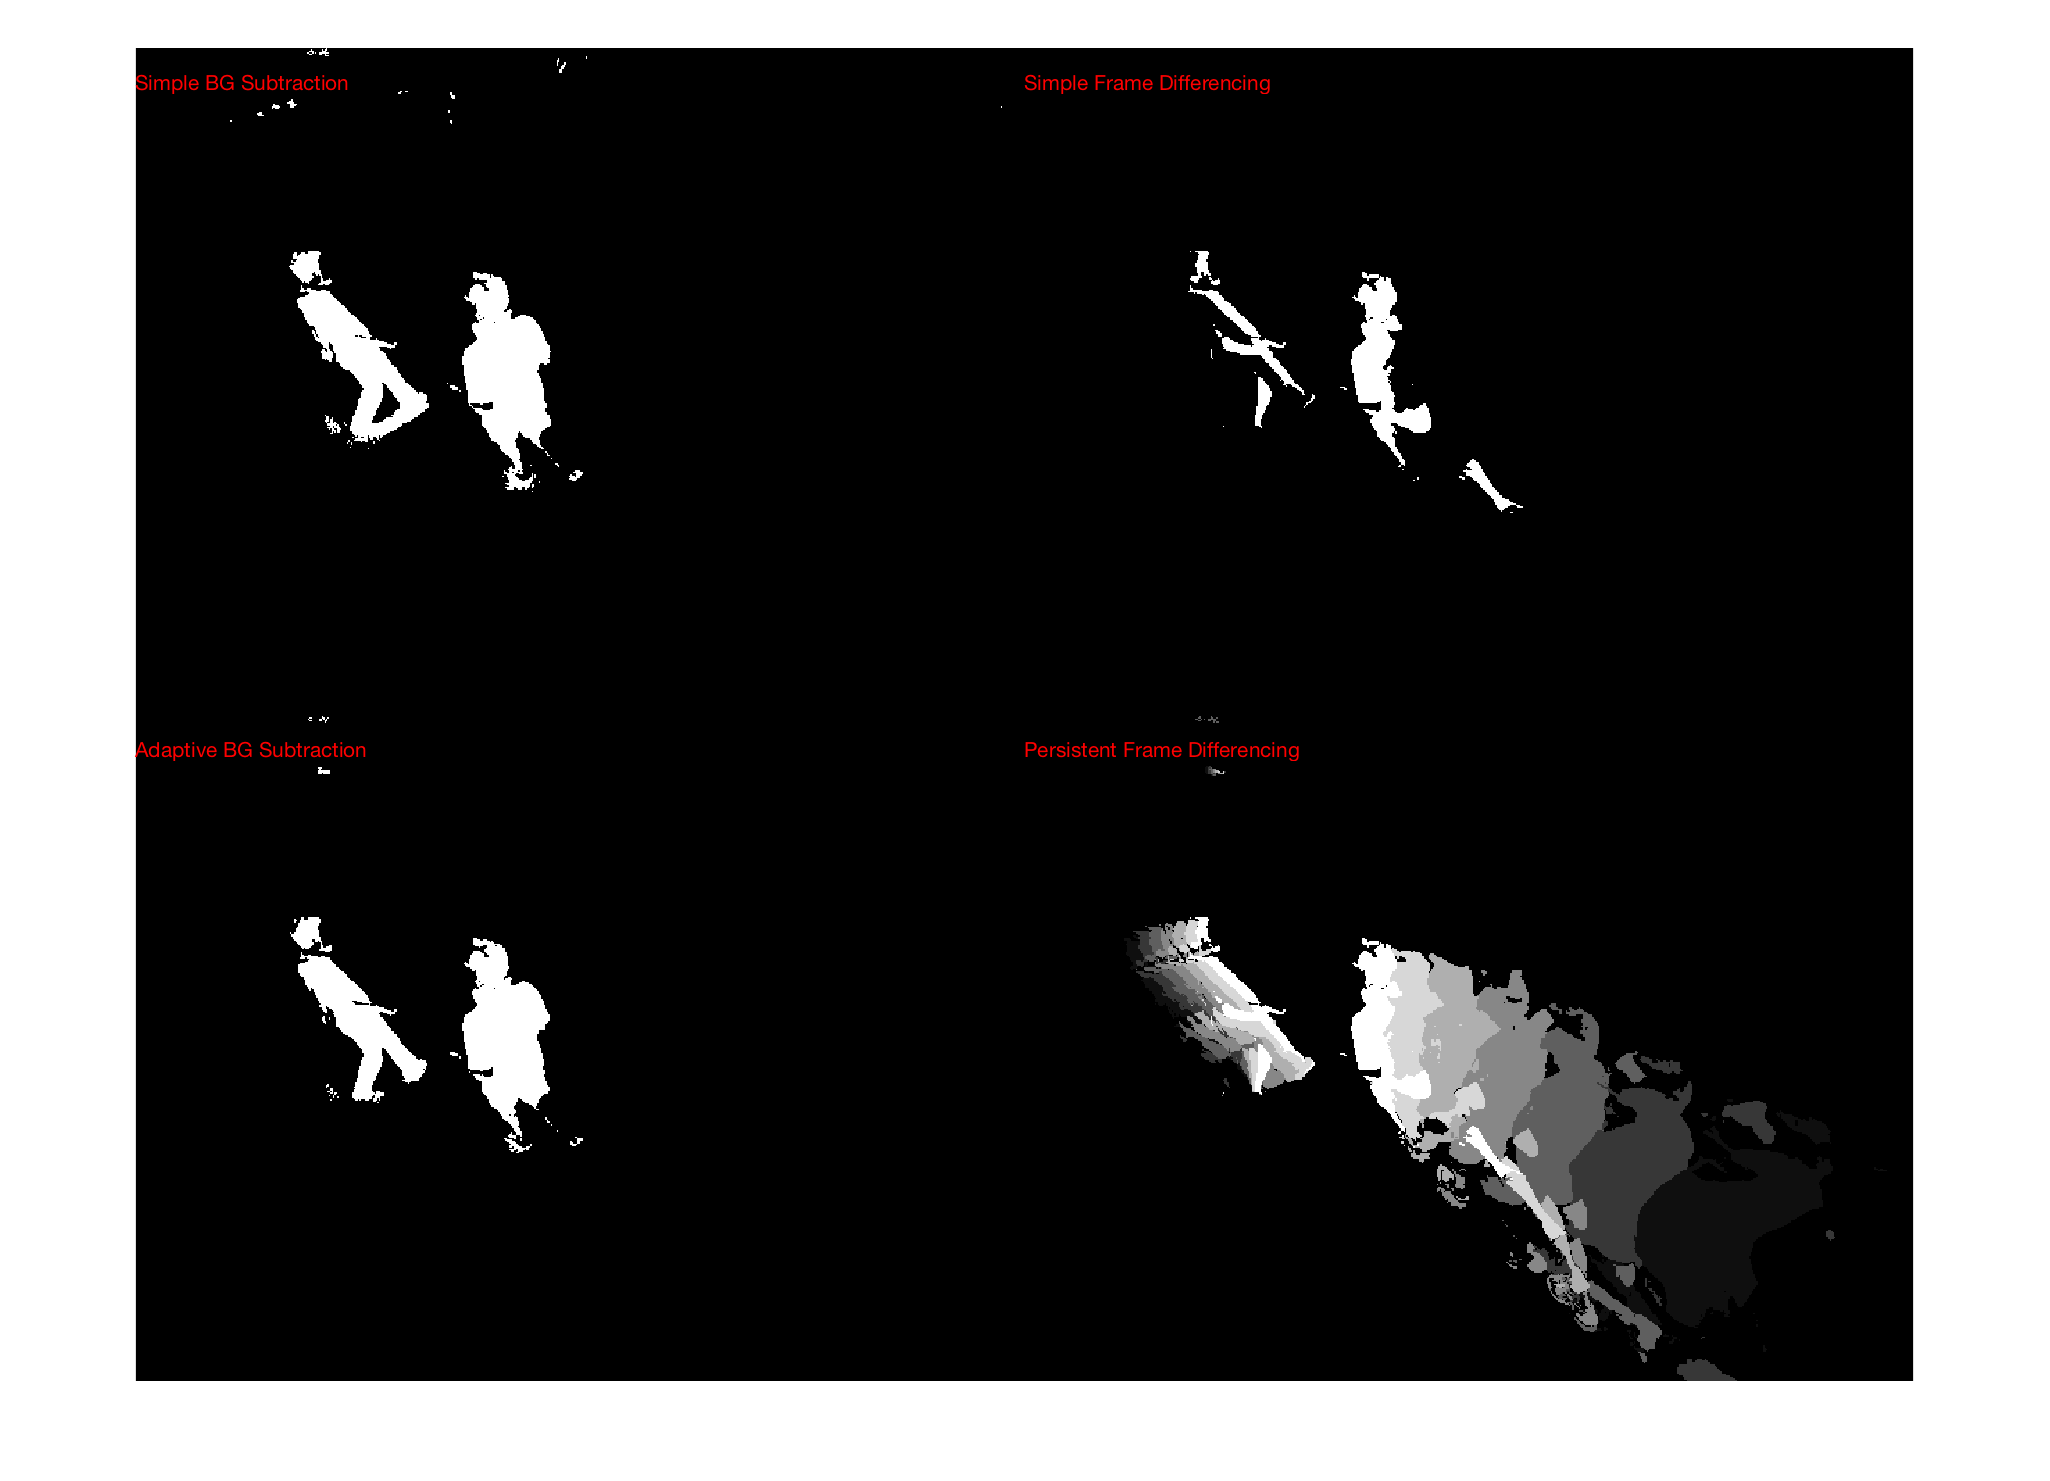 Simple BG Subtraction
Simple Frame Differencing
Adaptive BG Subtraction
Persistent Frame Differencing